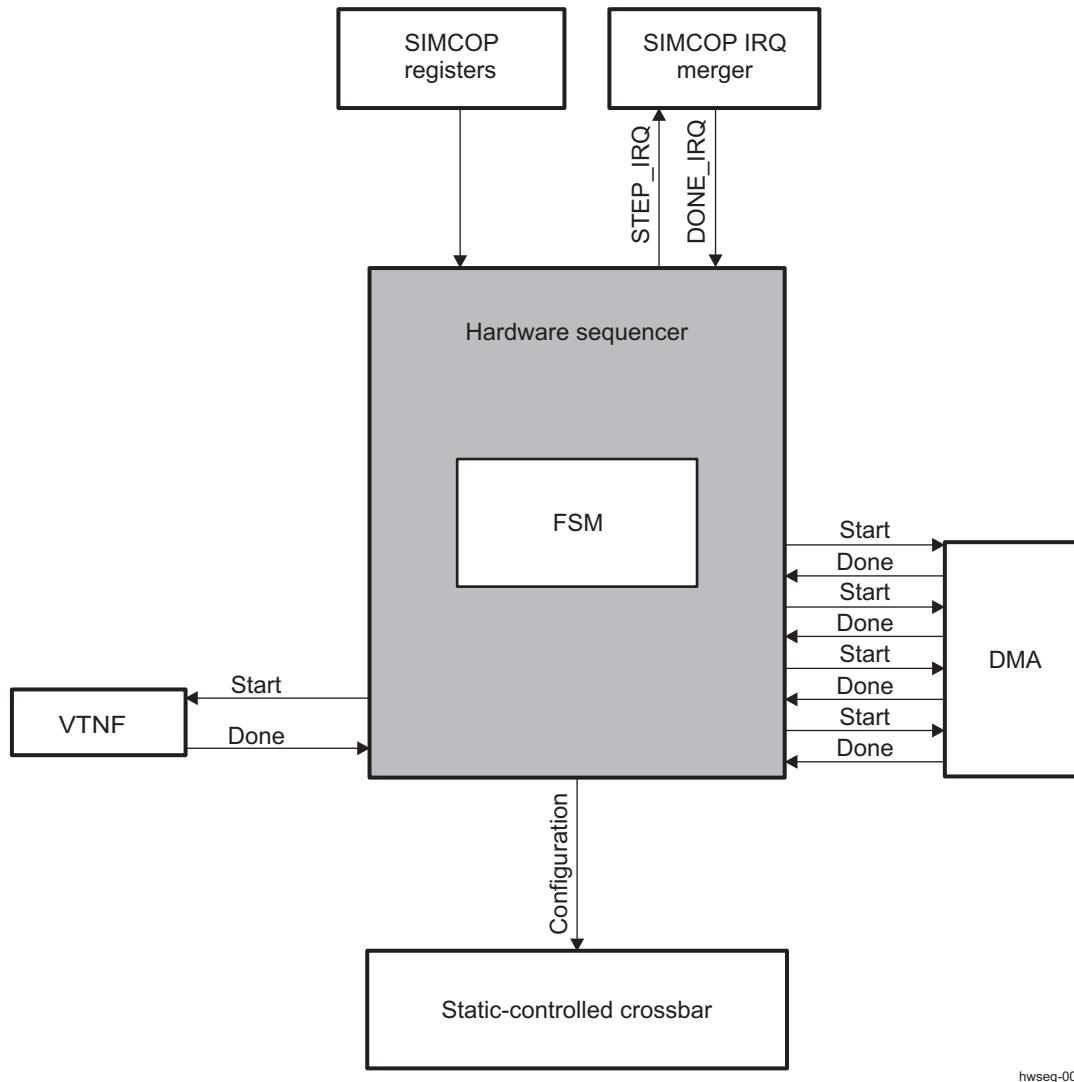 SIMCOP
registers
SIMCOP IRQ
merger
STEP_IRQ
DONE_IRQ
Hardware sequencer
FSM
Start
Done
Start
Done
Start
Done
Start
Done
DMA
Start
VTNF
Done
Configuration
Static-controlled crossbar